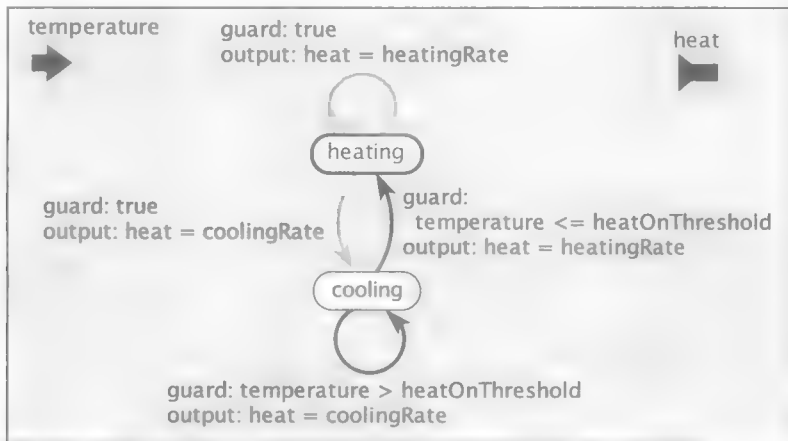 temperature
guard: true
output: heat = heatingRate
heat
heating
guard: true
output: heat = coolingRate
guard:
temperature <= heatOnThreshold
output: heat = heatingRate
cooling
guard: temperature > heatOnThreshold
output: heat = coolingRate